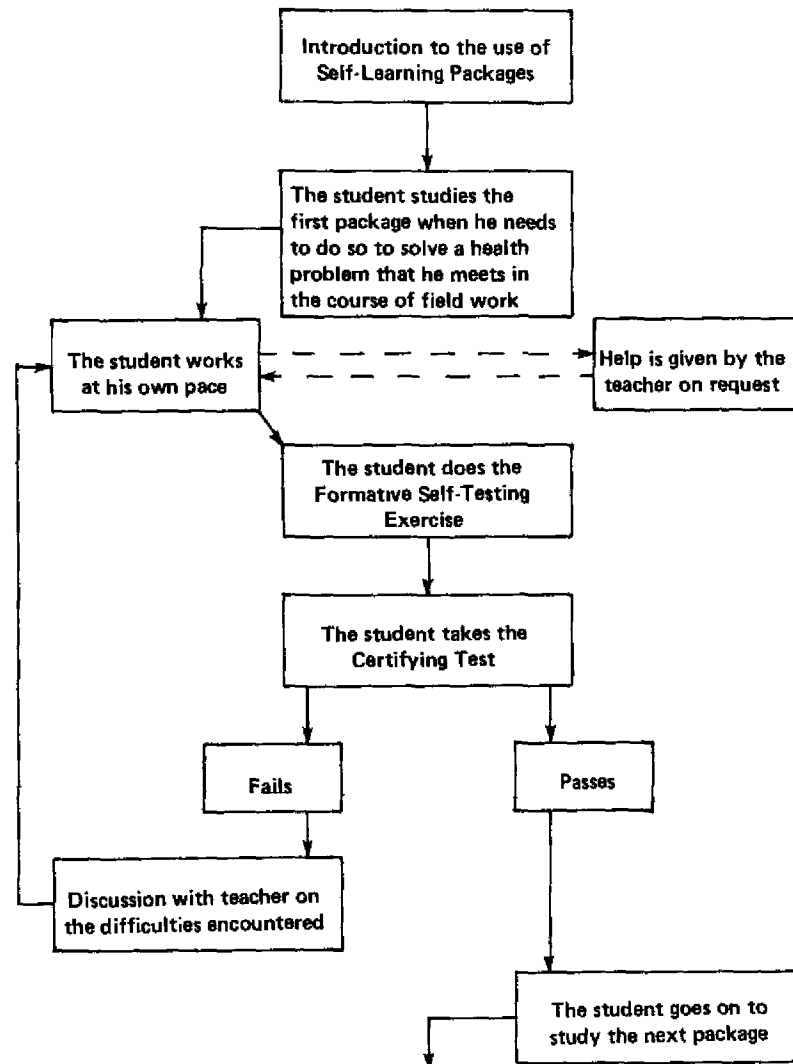 Introduction to the use of
Self-Learning Packages
The student studies the
first package when he needs
to do so to solve a health
problem that he meets in
the course of field work
The student works
at his own pace
Help is given by the
teacher on request
The student does the
Formative Self-Testing
Exercise
The student takes the
Certifying Test
Fails
Passes
Discussion with teacher on
the difficulties encountered
The student goes on to
study the next package